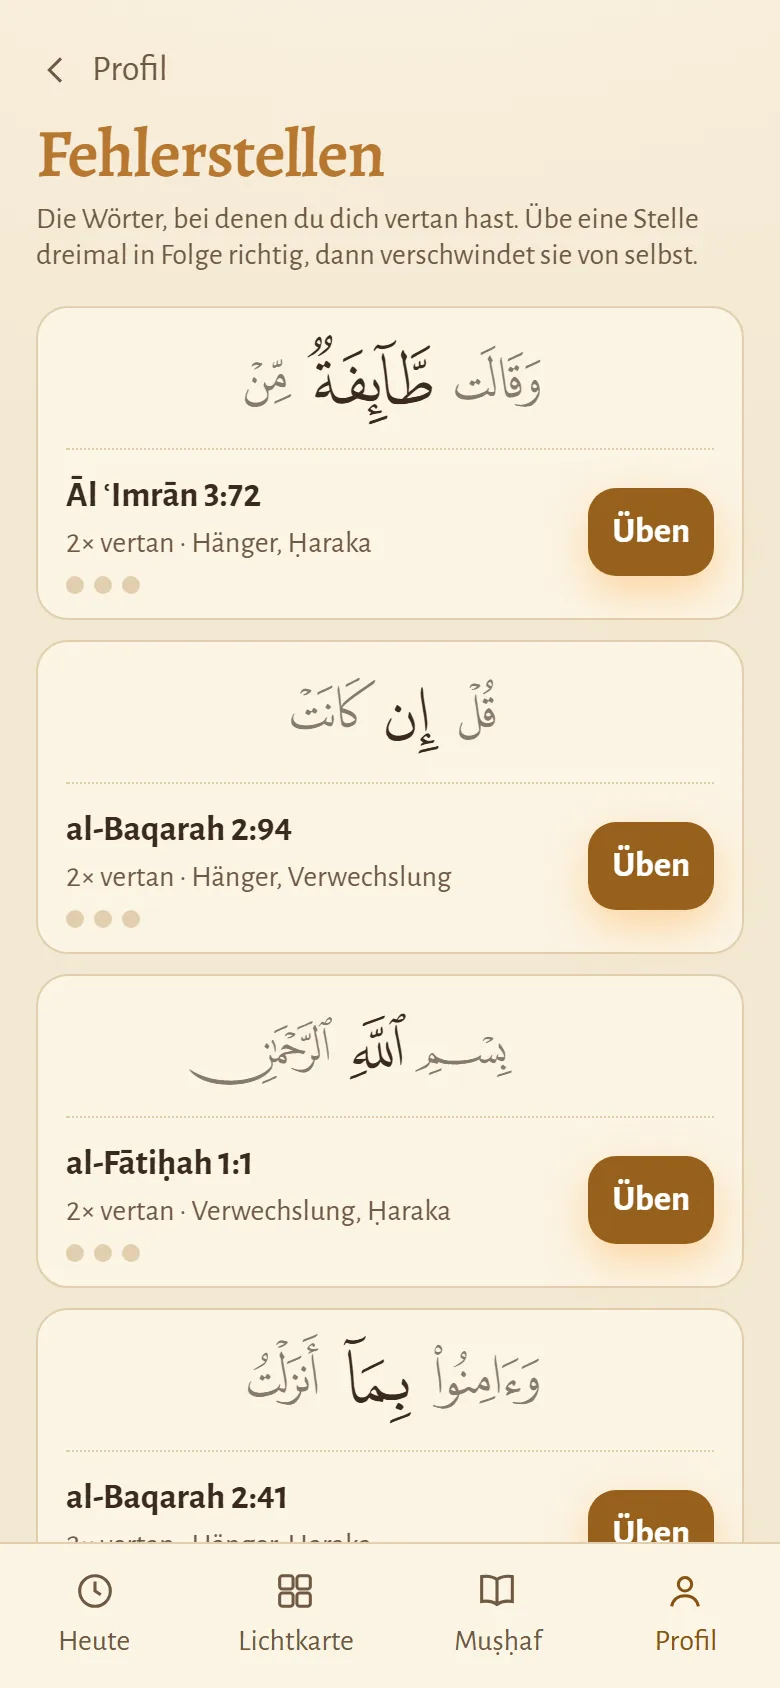 Profil
Fehlerstellen
Die Wörter, bei denen du dich vertan hast. Übe eine Stelle
dreimal in Folge richtig, dann verschwindet sie von selbst.
وَقَالَت طَّآئِفَةٌ مِّنْ
Āl ʿImrān 3:72
2× vertan · Hänger, Ḥaraka
Üben
قُلْ إِن كَانَتْ
al-Baqarah 2:94
2× vertan · Hänger, Verwechslung
Üben
بِسْمِ ٱللَّهِ ٱلرَّحْمَٰنِ
al-Fātiḥah 1:1
2× vertan · Verwechslung, Ḥaraka
Üben
وَءَامِنُوا۟ بِمَآ أَنزَلْتُ
al-Baqarah 2:41
Üben
Heute
Lichtkarte
Muṣḥaf
Profil